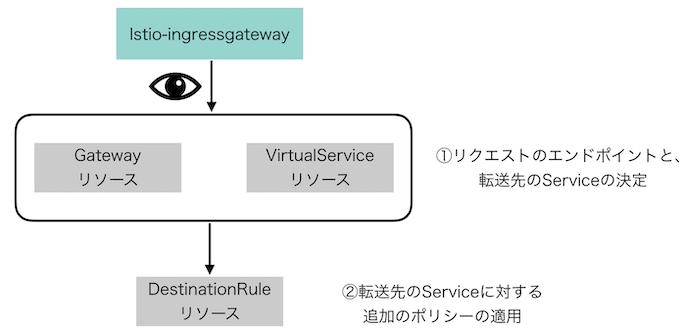 Istio-ingressgateway
Gateway
リソース
VirtualService
リソース
①リクエストのエンドポイントと、
転送先のServiceの決定
DestinationRule
リソース
②転送先のServiceに対する
追加のポリシーの適用